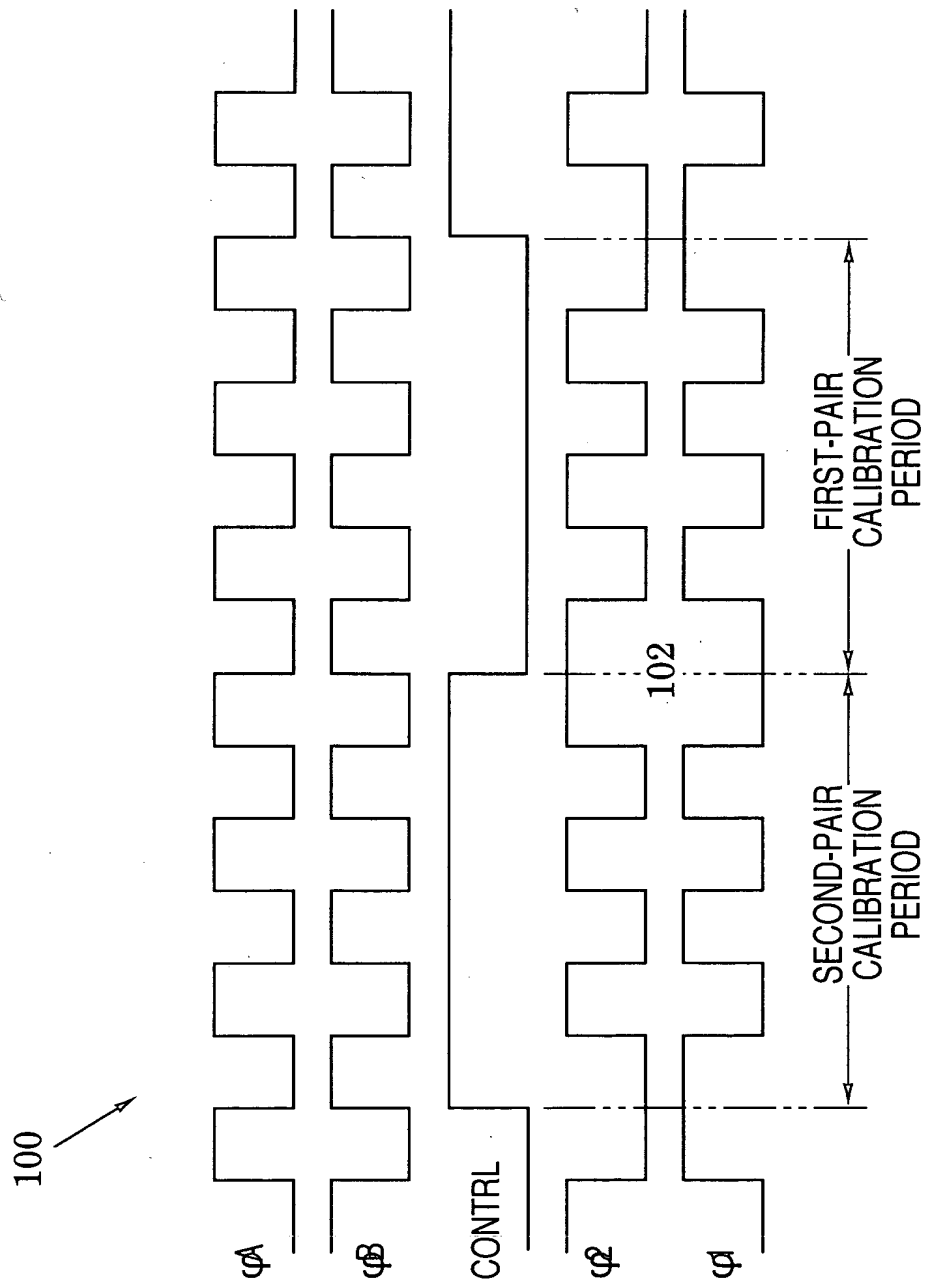 100
φA
φB
CONTRL
φ2
φ1
102
SECOND-PAIR
CALIBRATION
PERIOD
FIRST-PAIR
CALIBRATION
PERIOD